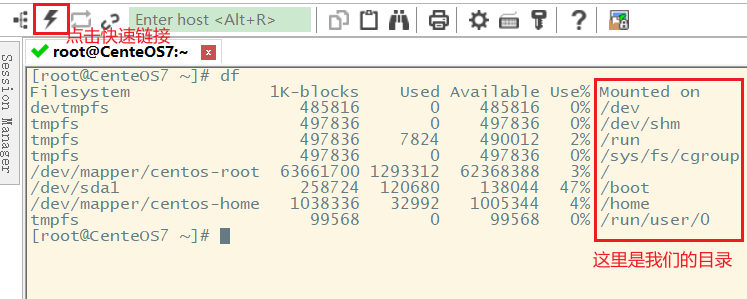 Enter host <Alt+R>
点击快速链接
root@CenteOS7:~
Session Manager
[root@CenteOS7 ~]# df
Filesystem 1K-blocks Used Available Use% Mounted on
devtmpfs 485816 0 485816 0% /dev
tmpfs 497836 0 497836 0% /dev/shm
tmpfs 497836 7824 490012 2% /run
tmpfs 497836 0 497836 0% /sys/fs/cgroup
/dev/mapper/centos-root 63661700 1293312 62368388 3% /
/dev/sda1 258724 120680 138044 47% /boot
/dev/mapper/centos-home 1038336 32992 1005344 4% /home
tmpfs 99568 0 99568 0% /run/user/0
[root@CenteOS7 ~]#
这里是我们的目录